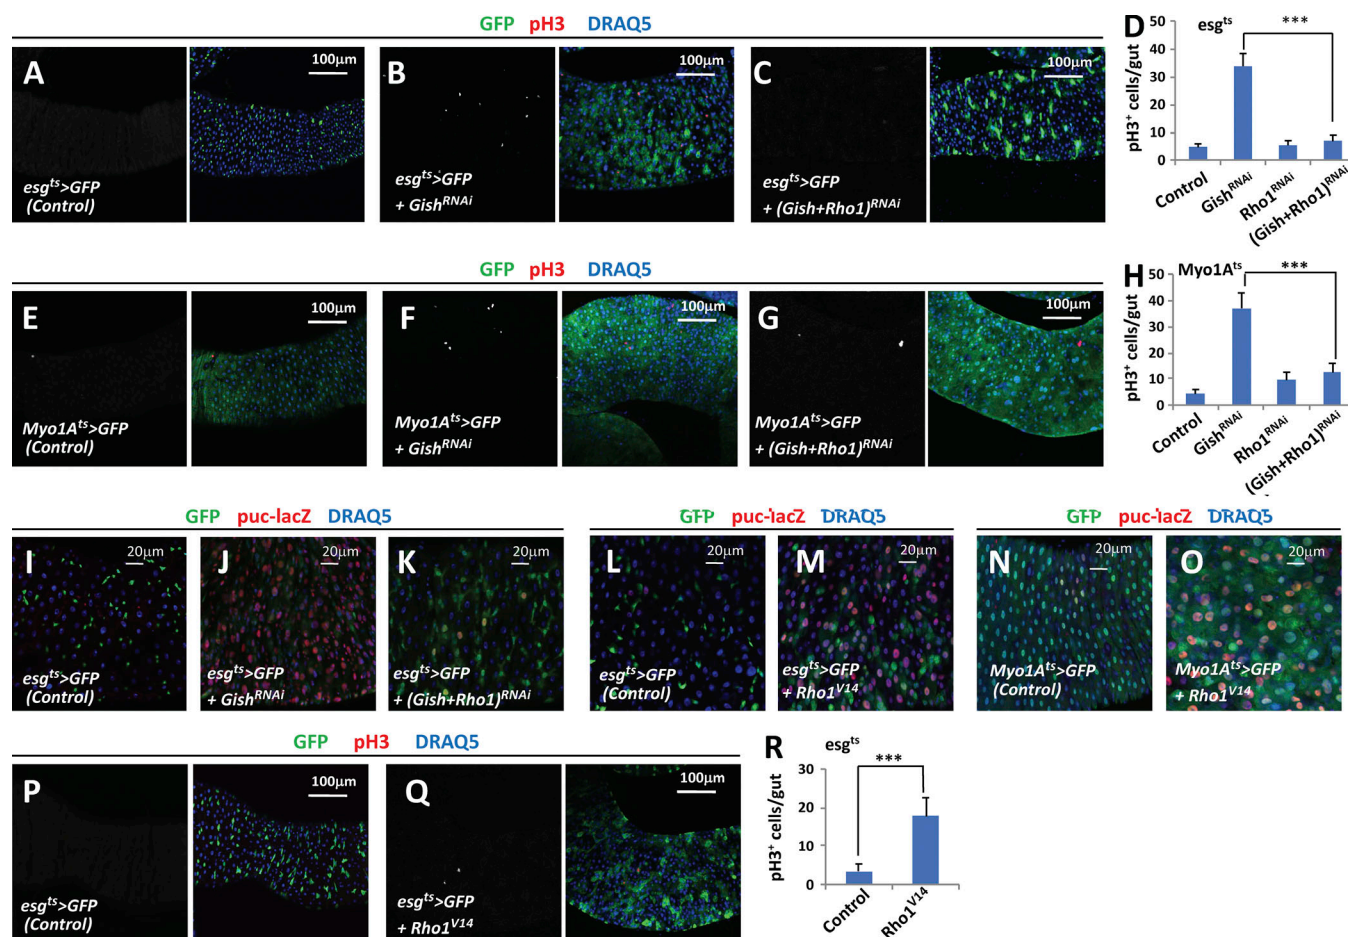 GFP pH3 DRAQ5
A
100μm
esgts>GFP
(Control)
B
100μm
esgts>GFP
+ GishRNAi
C
100μm
esgts>GFP
+ (Gish+Rho1)RNAi
D
esgts
***
pH3+ cells/gut
50
40
30
20
10
0
Control
GishRNAi
Rho1RNAi
(Gish+Rho1)RNAi
GFP pH3 DRAQ5
E
100μm
Myo1Ats>GFP
(Control)
F
100μm
Myo1Ats>GFP
+ GishRNAi
G
100μm
Myo1Ats>GFP
+ (Gish+Rho1)RNAi
H
Myo1Ats
***
pH3+ cells/gut
50
40
30
20
10
0
Control
GishRNAi
Rho1RNAi
(Gish+Rho1)RNAi
GFP puc-lacZ DRAQ5
I
20μm
esgts>GFP
(Control)
J
20μm
esgts>GFP
+ GishRNAi
K
20μm
esgts>GFP
+ (Gish+Rho1)RNAi
GFP puc-lacZ DRAQ5
L
20μm
esgts>GFP
(Control)
M
20μm
esgts>GFP
+ Rho1V14
GFP puc-lacZ DRAQ5
N
20μm
Myo1Ats>GFP
(Control)
O
20μm
Myo1Ats>GFP
+ Rho1V14
GFP pH3 DRAQ5
P
100μm
esgts>GFP
(Control)
Q
100μm
esgts>GFP
+ Rho1V14
R
esgts
***
pH3+ cells/gut
30
20
10
0
Control
Rho1V14